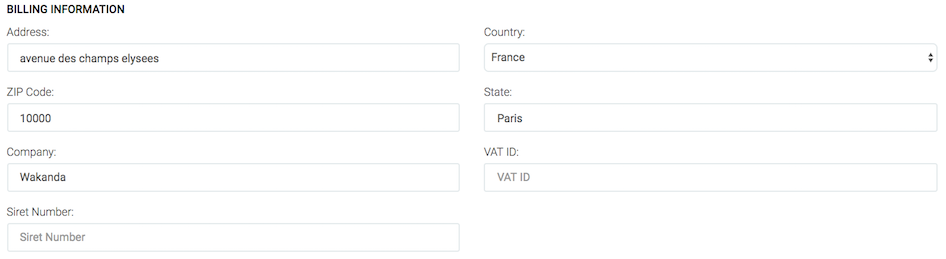 BILLING INFORMATION
Address:
avenue des champs elysees
Country:
France
ZIP Code:
10000
State:
Paris
Company:
Wakanda
VAT ID:
VAT ID
Siret Number:
Siret Number